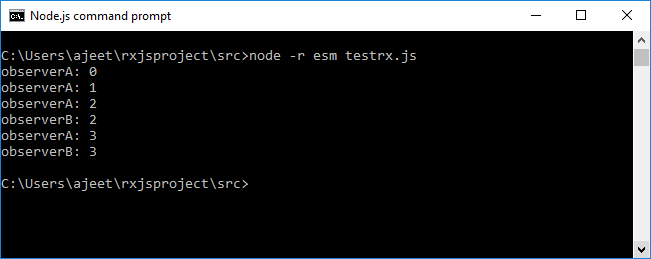 Node.js command prompt
C:\Users\ajeet\rxjsproject\src>node -r esm testrx.js
observerA: 0
observerA: 1
observerA: 2
observerB: 2
observerA: 3
observerB: 3
C:\Users\ajeet\rxjsproject\src>